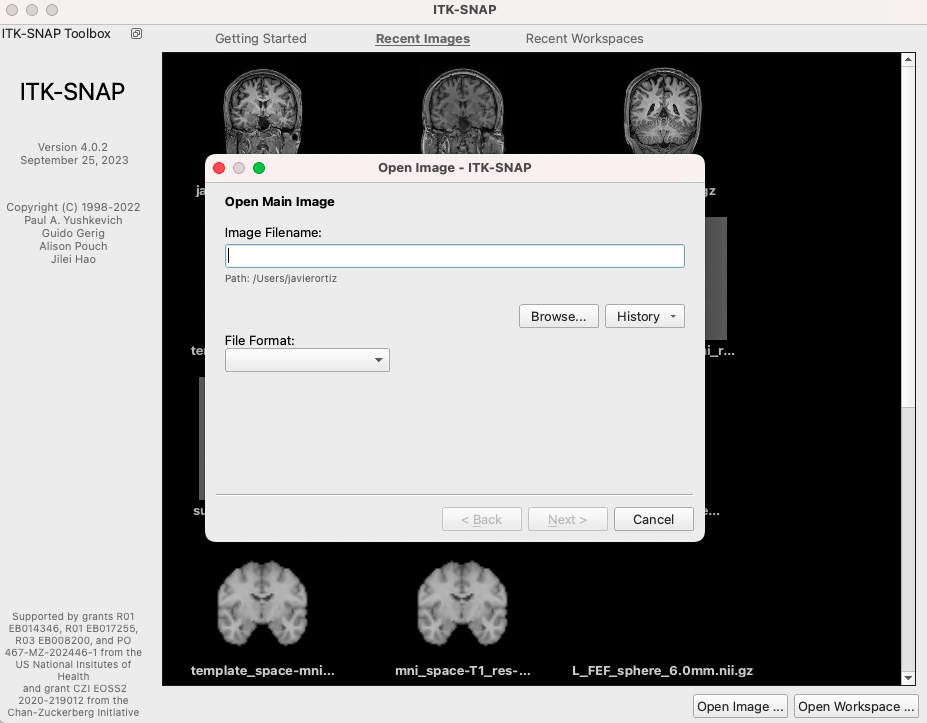 ITK-SNAP
ITK-SNAP Toolbox
Getting Started
Recent Images
Recent Workspaces
ITK-SNAP
Version 4.0.2
September 25, 2023
Copyright (C) 1998-2022
Paul A. Yushkevich
Guido Gerig
Alison Pouch
Jilei Hao
Supported by grants R01
EB014346, R01 EB017255,
R03 EB008200, and PO
467-MZ-202446-1 from the
US National Insitutes of
Health
and grant CZI EOSS2
2020-219012 from the
Chan-Zuckerberg Initiative
Open Image - ITK-SNAP
Open Main Image
Image Filename:
Path: /Users/javierortiz
Browse...
History
File Format:
< Back
Next >
Cancel
template_space-mni...
mni_space-T1_res-...
L_FEF_sphere_6.0mm.nii.gz
Open Image ...
Open Workspace ...